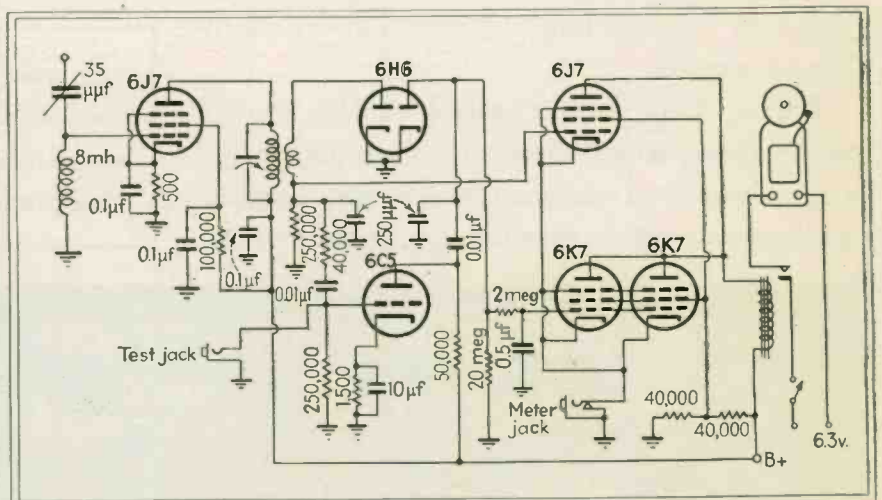 35
μμf
6J7
6H6
6J7
8mh
0.1μf
500
0.1μf
100,000
0.1μf
250,000
40,000
250μμf
0.01μf
0.01μf
6C5
6K7
6K7
2 meg
Test jack
250,000
1,500
10μf
50,000
20 meg
0.5μf
Meter
jack
40,000
40,000
B+
6.3v.